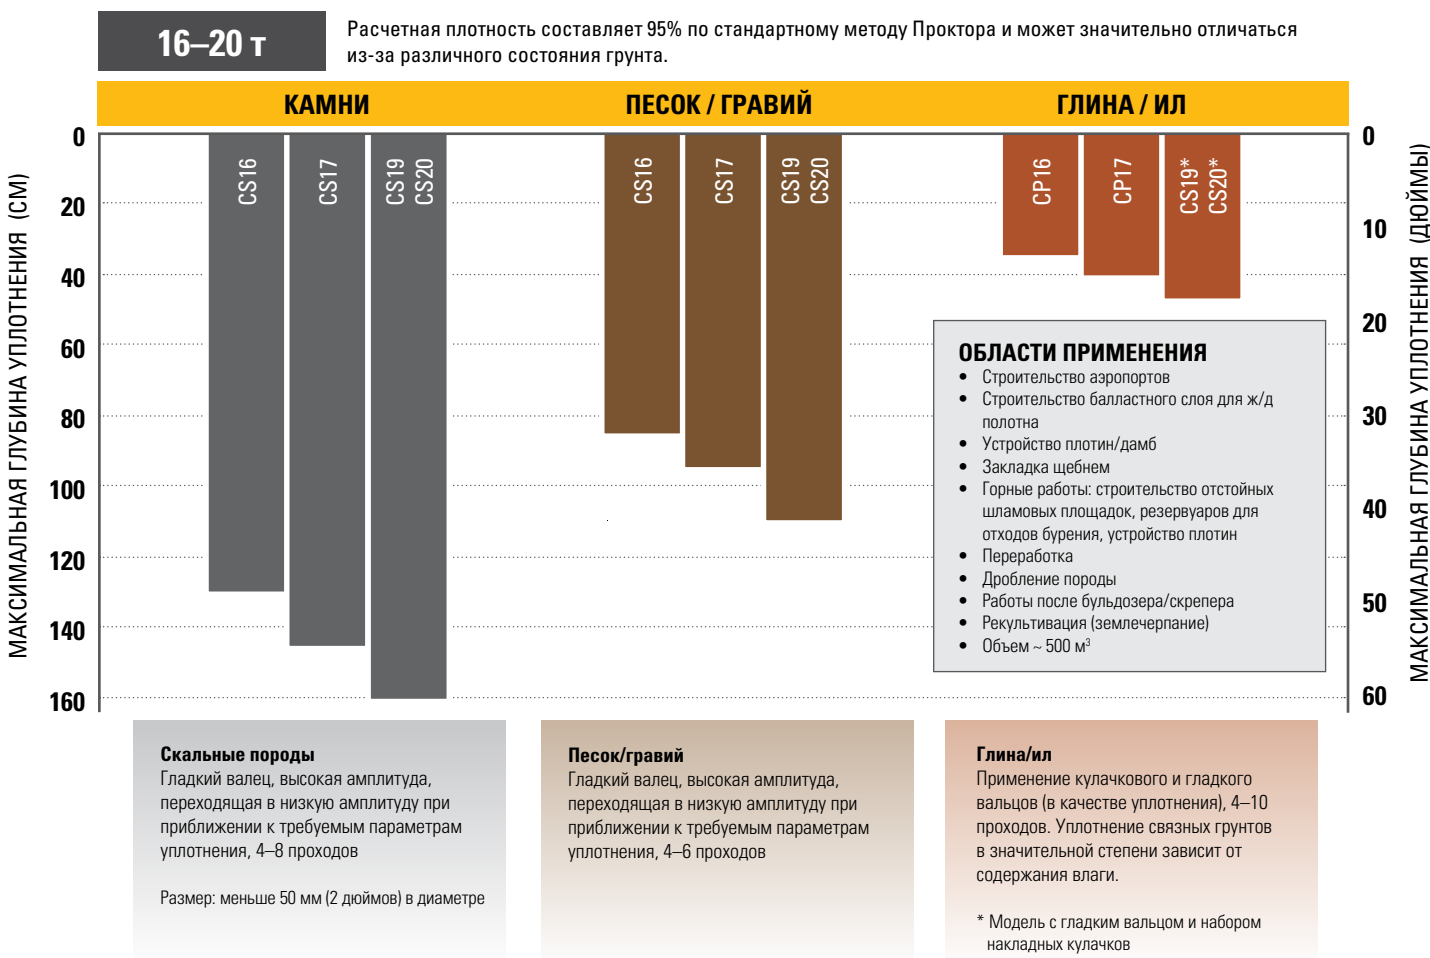 16–20 т
Расчетная плотность составляет 95% по стандартному методу Проктора и может значительно отличаться
из-за различного состояния грунта.
КАМНИ
ПЕСОК / ГРАВИЙ
ГЛИНА / ИЛ
МАКСИМАЛЬНАЯ ГЛУБИНА УПЛОТНЕНИЯ (СМ)
0
20
40
60
80
100
120
140
160
CS16
CS17
CS19
CS20
CS16
CS17
CS19
CS20
CP16
CP17
CS19*
CS20*
0
10
20
30
40
50
60
МАКСИМАЛЬНАЯ ГЛУБИНА УПЛОТНЕНИЯ (ДЮЙМЫ)
ОБЛАСТИ ПРИМЕНЕНИЯ
• Строительство аэропортов
• Строительство балластного слоя для ж/д
полотна
• Устройство плотин/дамб
• Закладка щебнем
• Горные работы: строительство отстойных
шламовых площадок, резервуаров для
отходов бурения, устройство плотин
• Переработка
• Дробление породы
• Работы после бульдозера/скрепера
• Рекультивация (землечерпание)
• Объем ~ 500 м³
Скальные породы
Гладкий валец, высокая амплитуда,
переходящая в низкую амплитуду при
приближении к требуемым параметрам
уплотнения, 4–8 проходов
Размер: меньше 50 мм (2 дюймов) в диаметре
Песок/гравий
Гладкий валец, высокая амплитуда,
переходящая в низкую амплитуду при
приближении к требуемым параметрам
уплотнения, 4–6 проходов
Глина/ил
Применение кулачкового и гладкого
вальцов (в качестве уплотнения), 4–10
проходов. Уплотнение связных грунтов
в значительной степени зависит от
содержания влаги.
* Модель с гладким вальцом и набором
накладных кулачков